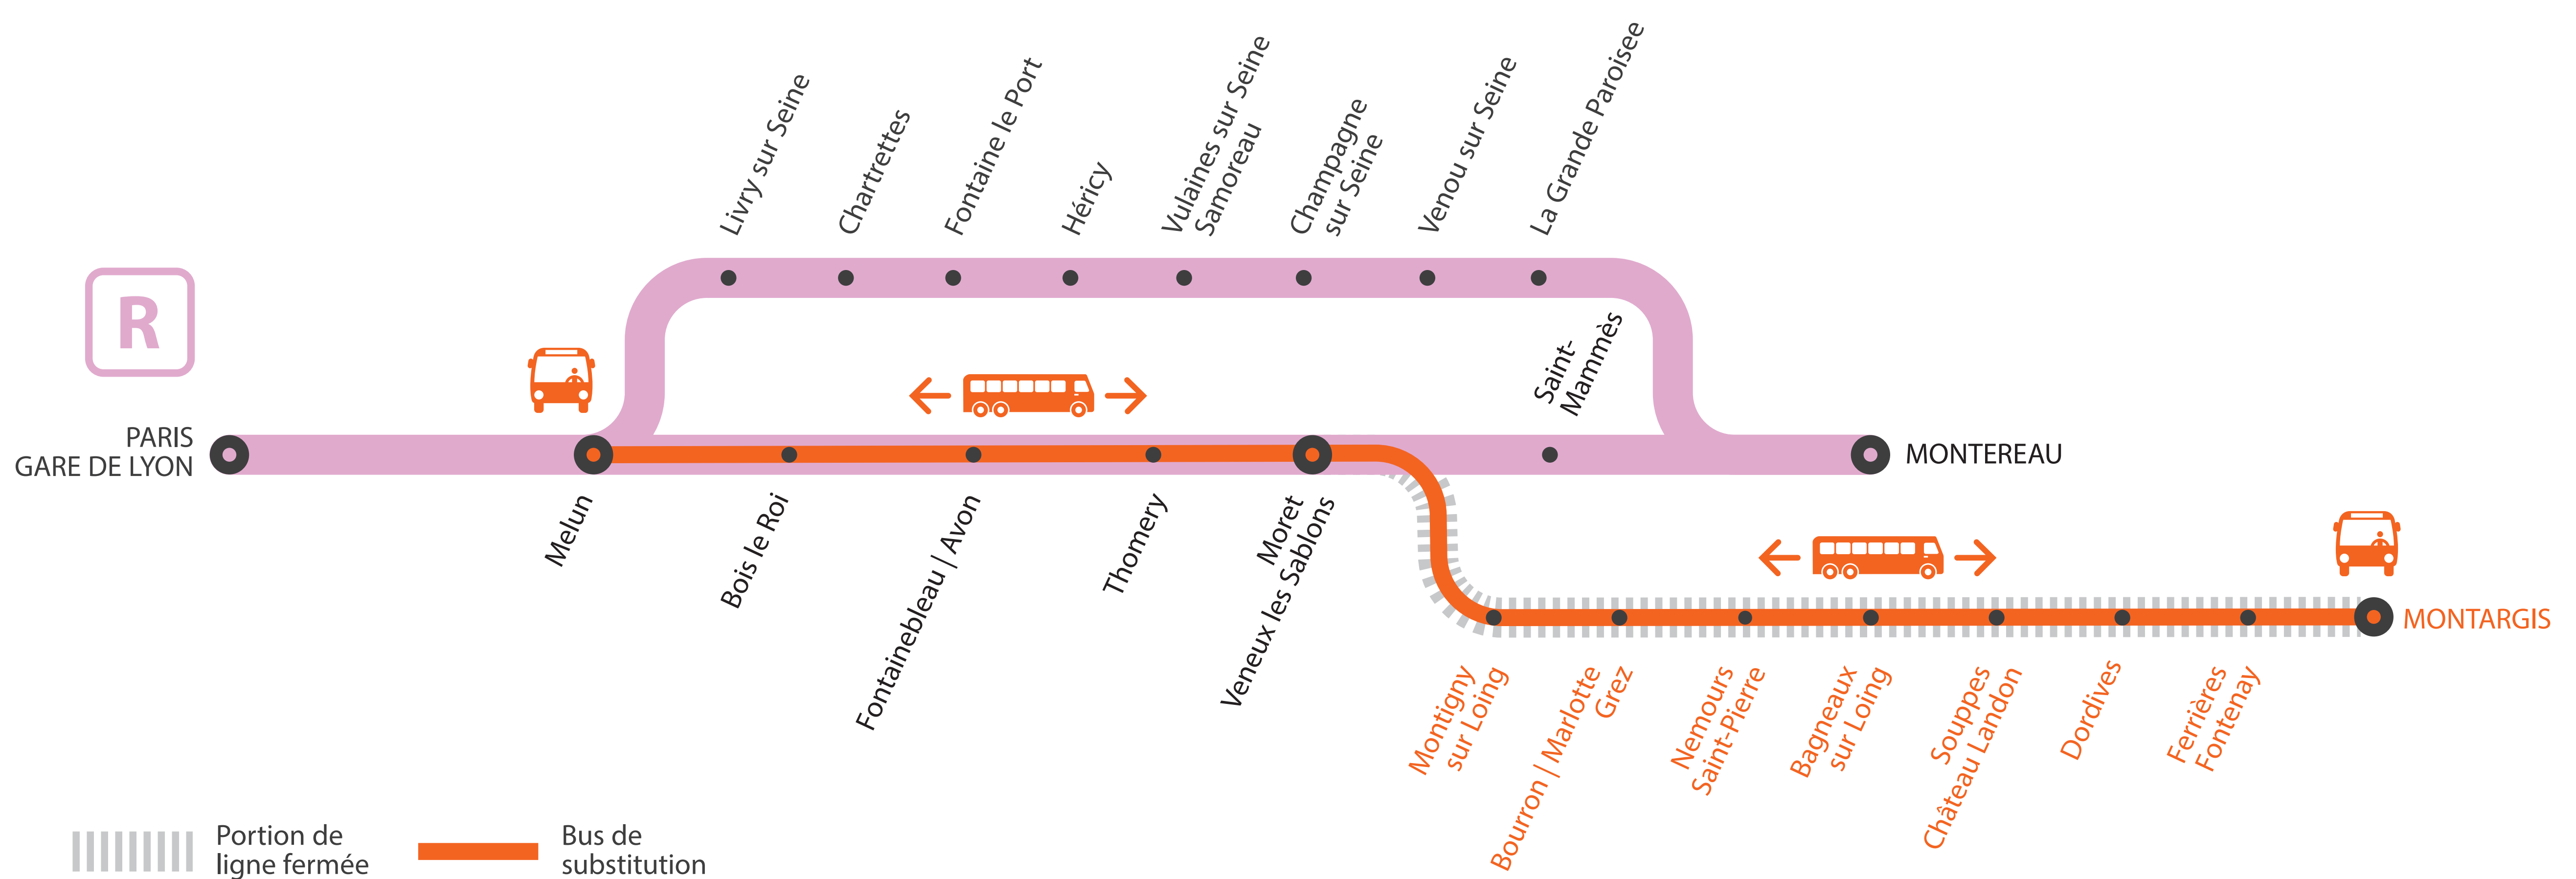 Livry sur Seine
Chartrettes
Fontaine le Port
Héricy
Vulaines sur Seine
Samoreau
Champagne
sur Seine
Venou sur Seine
La Grande Paroisee
R
Saint-
Mammès
PARIS
GARE DE LYON
MONTEREAU
Melun
Bois le Roi
Fontainebleau | Avon
Thomery
Moret
Veneux les Sablons
MONTARGIS
Montigny
sur Loing
Bourron | Marlotte
Grez
Nemours
Saint-Pierre
Bagneaux
sur Loing
Souppes
Château Landon
Dordives
Ferrières
Fontenay
Portion de
ligne fermée
Bus de
substitution